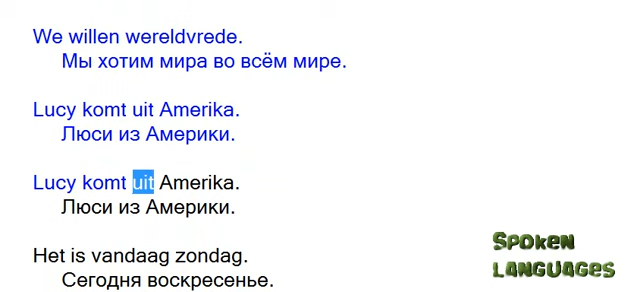 We willen wereldvrede.
Мы хотим мира во всём мире.
Lucy komt uit Amerika.
Люси из Америки.
Lucy komt uit Amerika.
Люси из Америки.
Het is vandaag zondag.
Сегодня воскресенье.
Spoken
Languages